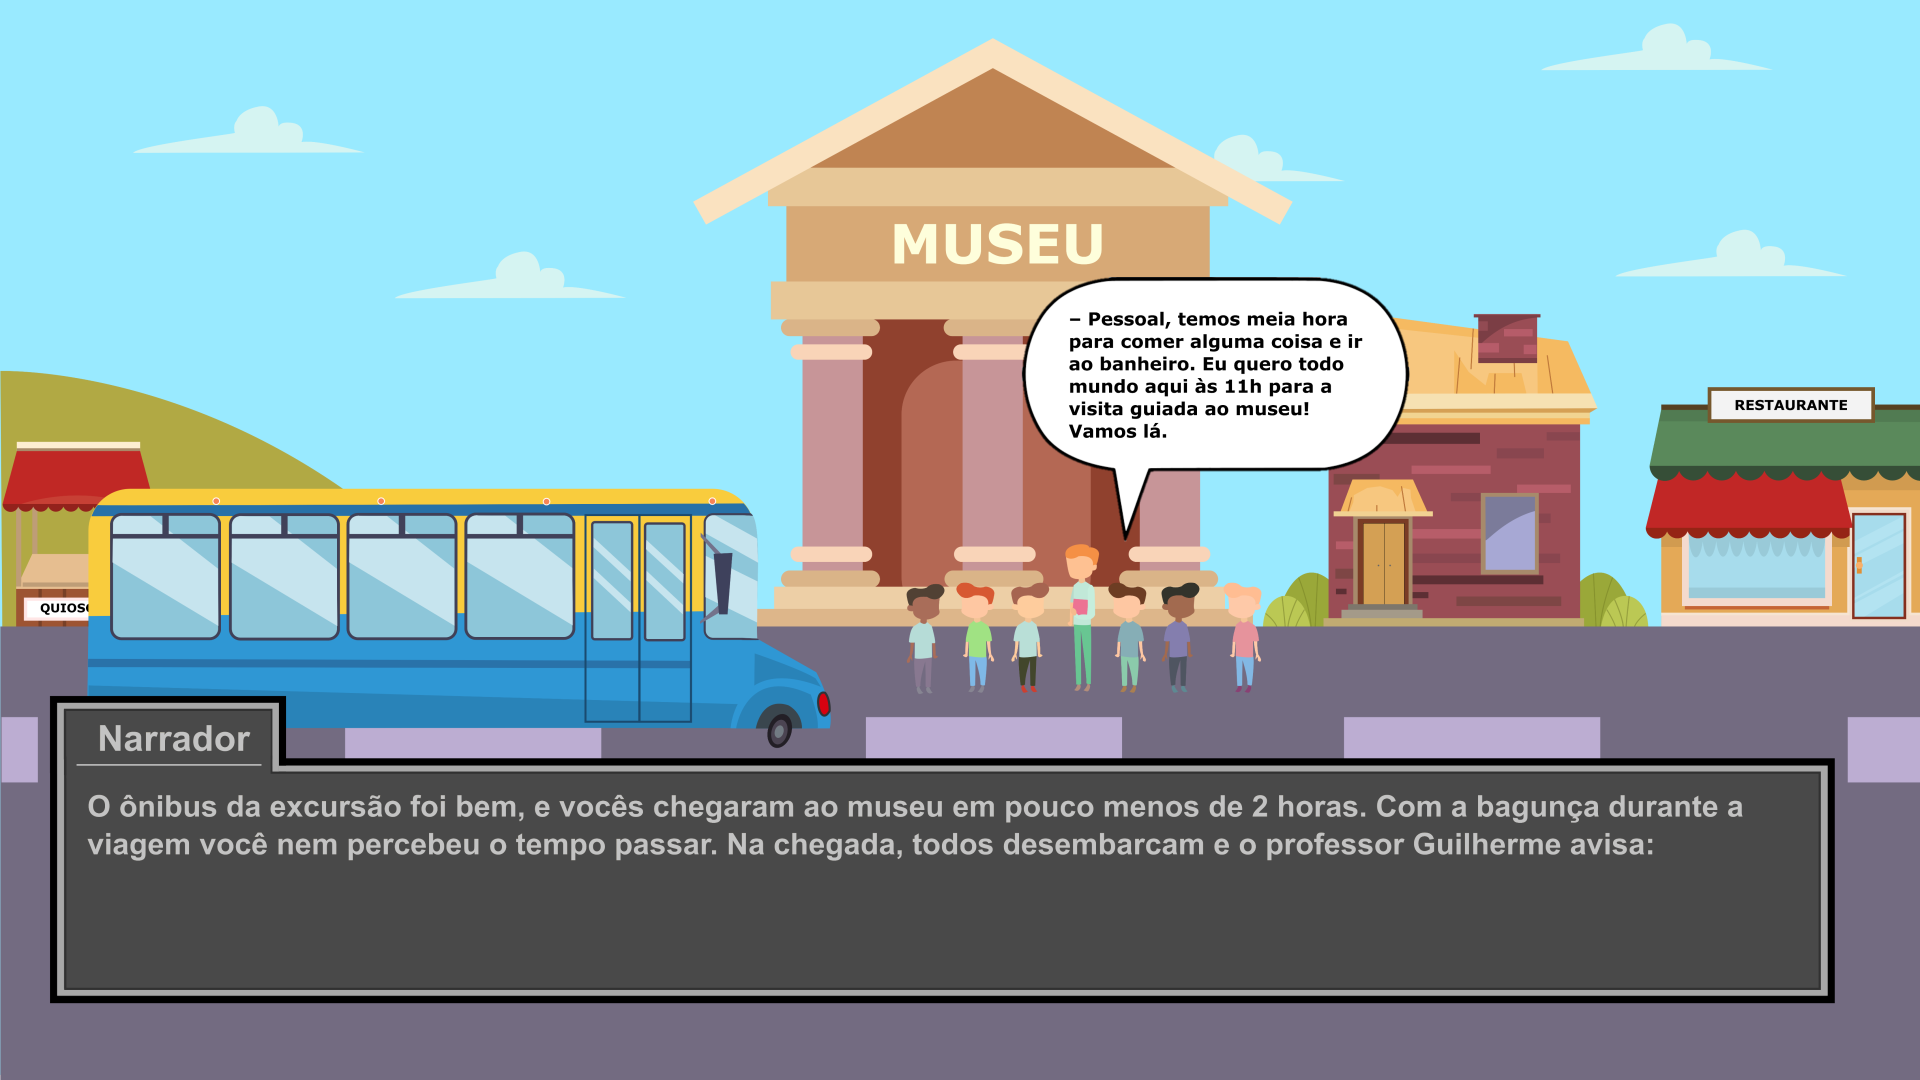 MUSEU
– Pessoal, temos meia hora
para comer alguma coisa e ir
ao banheiro. Eu quero todo
mundo aqui às 11h para a
visita guiada ao museu!
Vamos lá.
RESTAURANTE
QUIOSC
Narrador
O ônibus da excursão foi bem, e vocês chegaram ao museu em pouco menos de 2 horas. Com a bagunça durante a
viagem você nem percebeu o tempo passar. Na chegada, todos desembarcam e o professor Guilherme avisa: